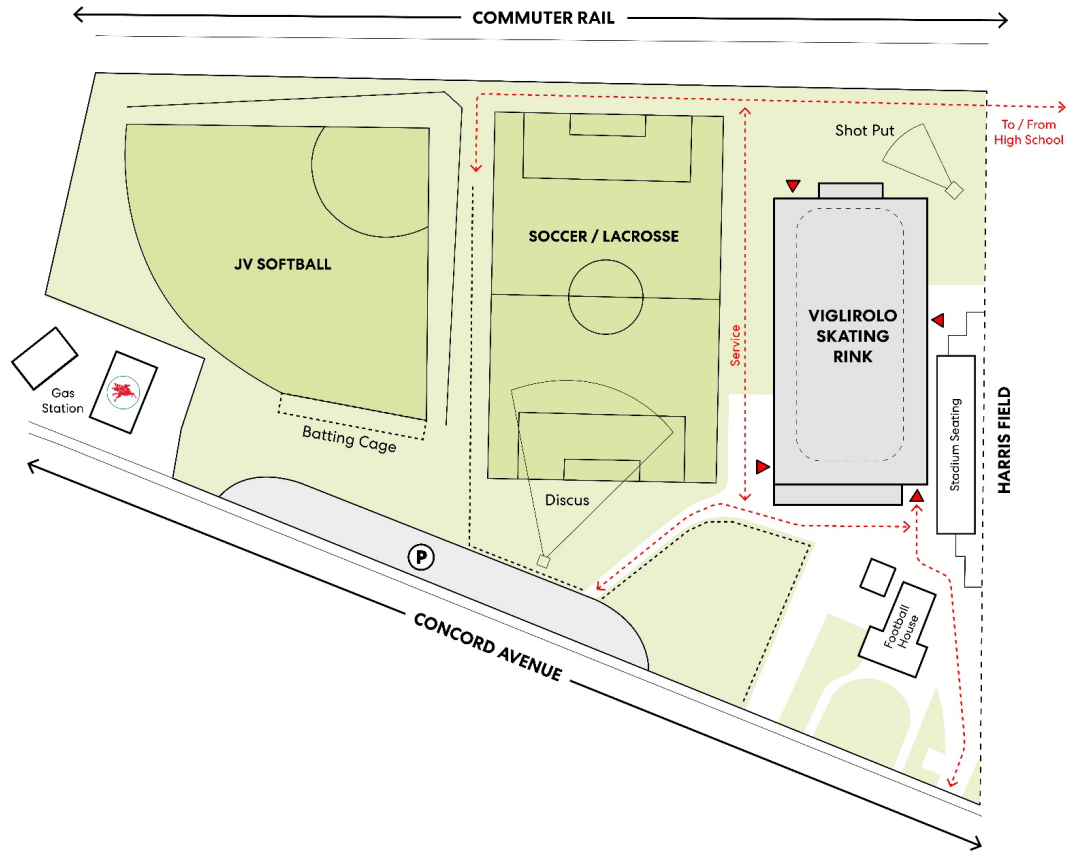 COMMUTER RAIL
To / From
High School
Shot Put
SOCCER / LACROSSE
JV SOFTBALL
VIGLIROLO
SKATING
RINK
Service
Gas
Station
Batting Cage
Stadium Seating
HARRIS FIELD
Discus
P
Football
House
CONCORD AVENUE